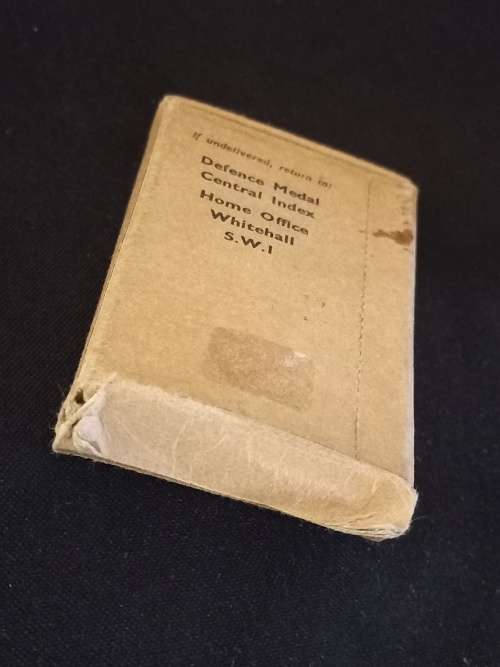 If undelivered, return to:
Defence Medal
Central Index
Home Office
Whitehall
S.W.1